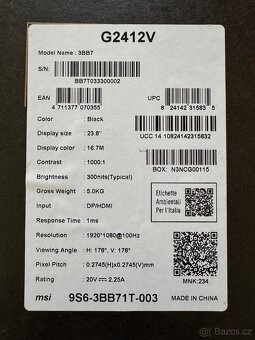 G2412V
Model Name : 3BB7
S/N:
BB7T033300002
EAN
4 711377 070355
UPC
8 24142 31583 5
Color : Black
Display size : 23.8"
Display color : 16.7M
Contrast : 1000:1
Brightness : 300nits(Typical)
Gross Weight : 5.0KG
Input : DP/HDMI
Response Time : 1ms
Resolution : 1920*1080@100Hz
Viewing Angle : H: 178°, V: 178°
Pixel Pitch : 0.2745(H)x0.2745(V)mm
Rating : 20V ⎓ 2.25A
UCC 14 10824142315832
BOX: N3NCG00115
Etichette
Ambientali
Per l'Italia
MNK:234
msi
9S6-3BB71T-003
MADE IN CHINA
Sbazar.cz